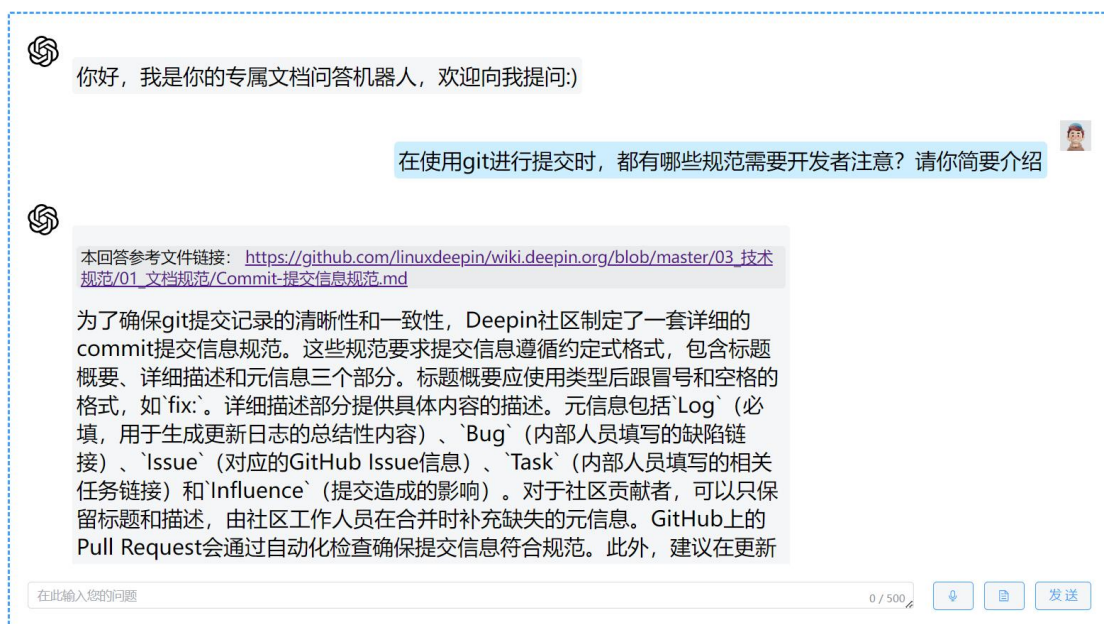 你好，我是你的专属文档问答机器人，欢迎向我提问:)
在使用git进行提交时，都有哪些规范需要开发者注意？请你简要介绍
本回答参考文件链接： https://github.com/linuxdeepin/wiki.deepin.org/blob/master/03_技术
规范/01_文档规范/Commit-提交信息规范.md
为了确保git提交记录的清晰性和一致性，Deepin社区制定了一套详细的
commit提交信息规范。这些规范要求提交信息遵循约定式格式，包含标题
概要、详细描述和元信息三个部分。标题概要应使用类型后跟冒号和空格的
格式，如`fix:`。详细描述部分提供具体内容的描述。元信息包括`Log`（必
填，用于生成更新日志的总结性内容）、`Bug`（内部人员填写的缺陷链
接）、`Issue`（对应的GitHub Issue信息）、`Task`（内部人员填写的相关
任务链接）和`Influence`（提交造成的影响）。对于社区贡献者，可以只保
留标题和描述，由社区工作人员在合并时补充缺失的元信息。GitHub上的
Pull Request会通过自动化检查确保提交信息符合规范。此外，建议在更新
在此输入您的问题
0 / 500
发送